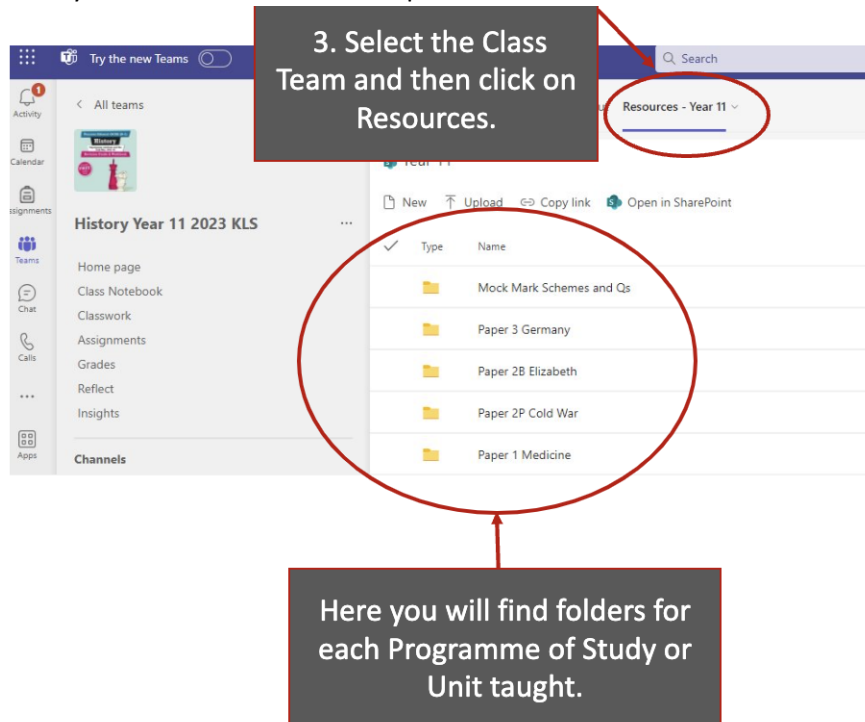 3. Select the Class
Team and then click on
Resources.
Try the new Teams
Search
1
Activity
All teams
Resources - Year 11
Calendar
History
Year 11
New Upload Copy link Open in SharePoint
ssignments
History Year 11 2023 KLS ...
Type Name
Teams
Home page
Mock Mark Schemes and Qs
Class Notebook
Chat
Classwork
Paper 3 Germany
Assignments
Calls
Grades
Paper 2B Elizabeth
Reflect
...
Insights
Paper 2P Cold War
Apps
Channels
Paper 1 Medicine
Here you will find folders for
each Programme of Study or
Unit taught.